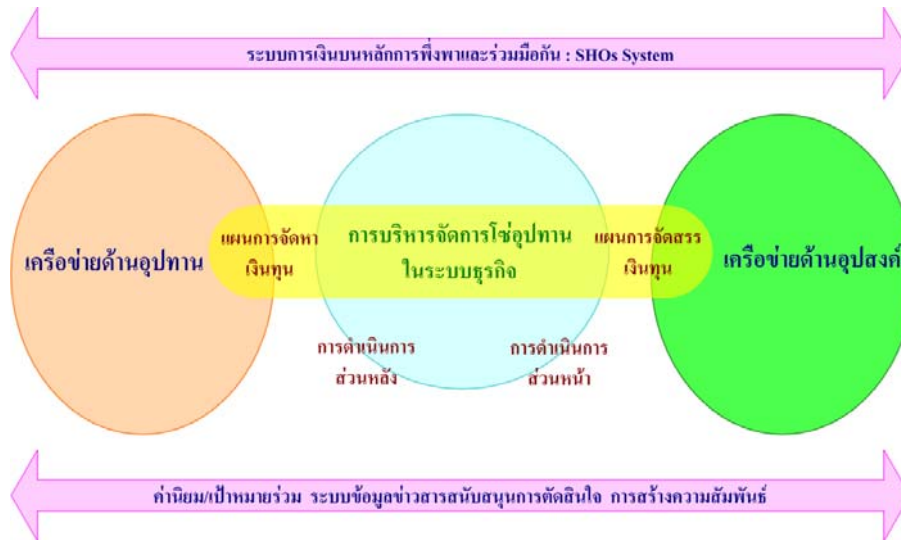 ระบบการเงินบนหลักการพึ่งพาและร่วมมือกัน : SHOs System
เครือข่ายด้านอุปทาน
แผนการจัดหา
เงินทุน
การบริหารจัดการโซ่อุปทาน
ในระบบธุรกิจ
แผนการจัดสรร
เงินทุน
เครือข่ายด้านอุปสงค์
การดำเนินการ
ส่วนหลัง
การดำเนินการ
ส่วนหน้า
ค่านิยม/เป้าหมายร่วม ระบบข้อมูลข่าวสารสนับสนุนการตัดสินใจ การสร้างความสัมพันธ์